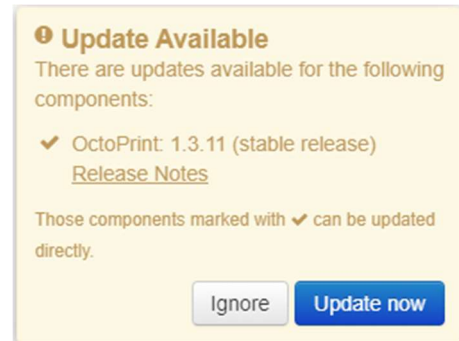 Update Available
There are updates available for the following
components:
✔ OctoPrint: 1.3.11 (stable release)
Release Notes
Those components marked with ✔ can be updated
directly.
Ignore Update now